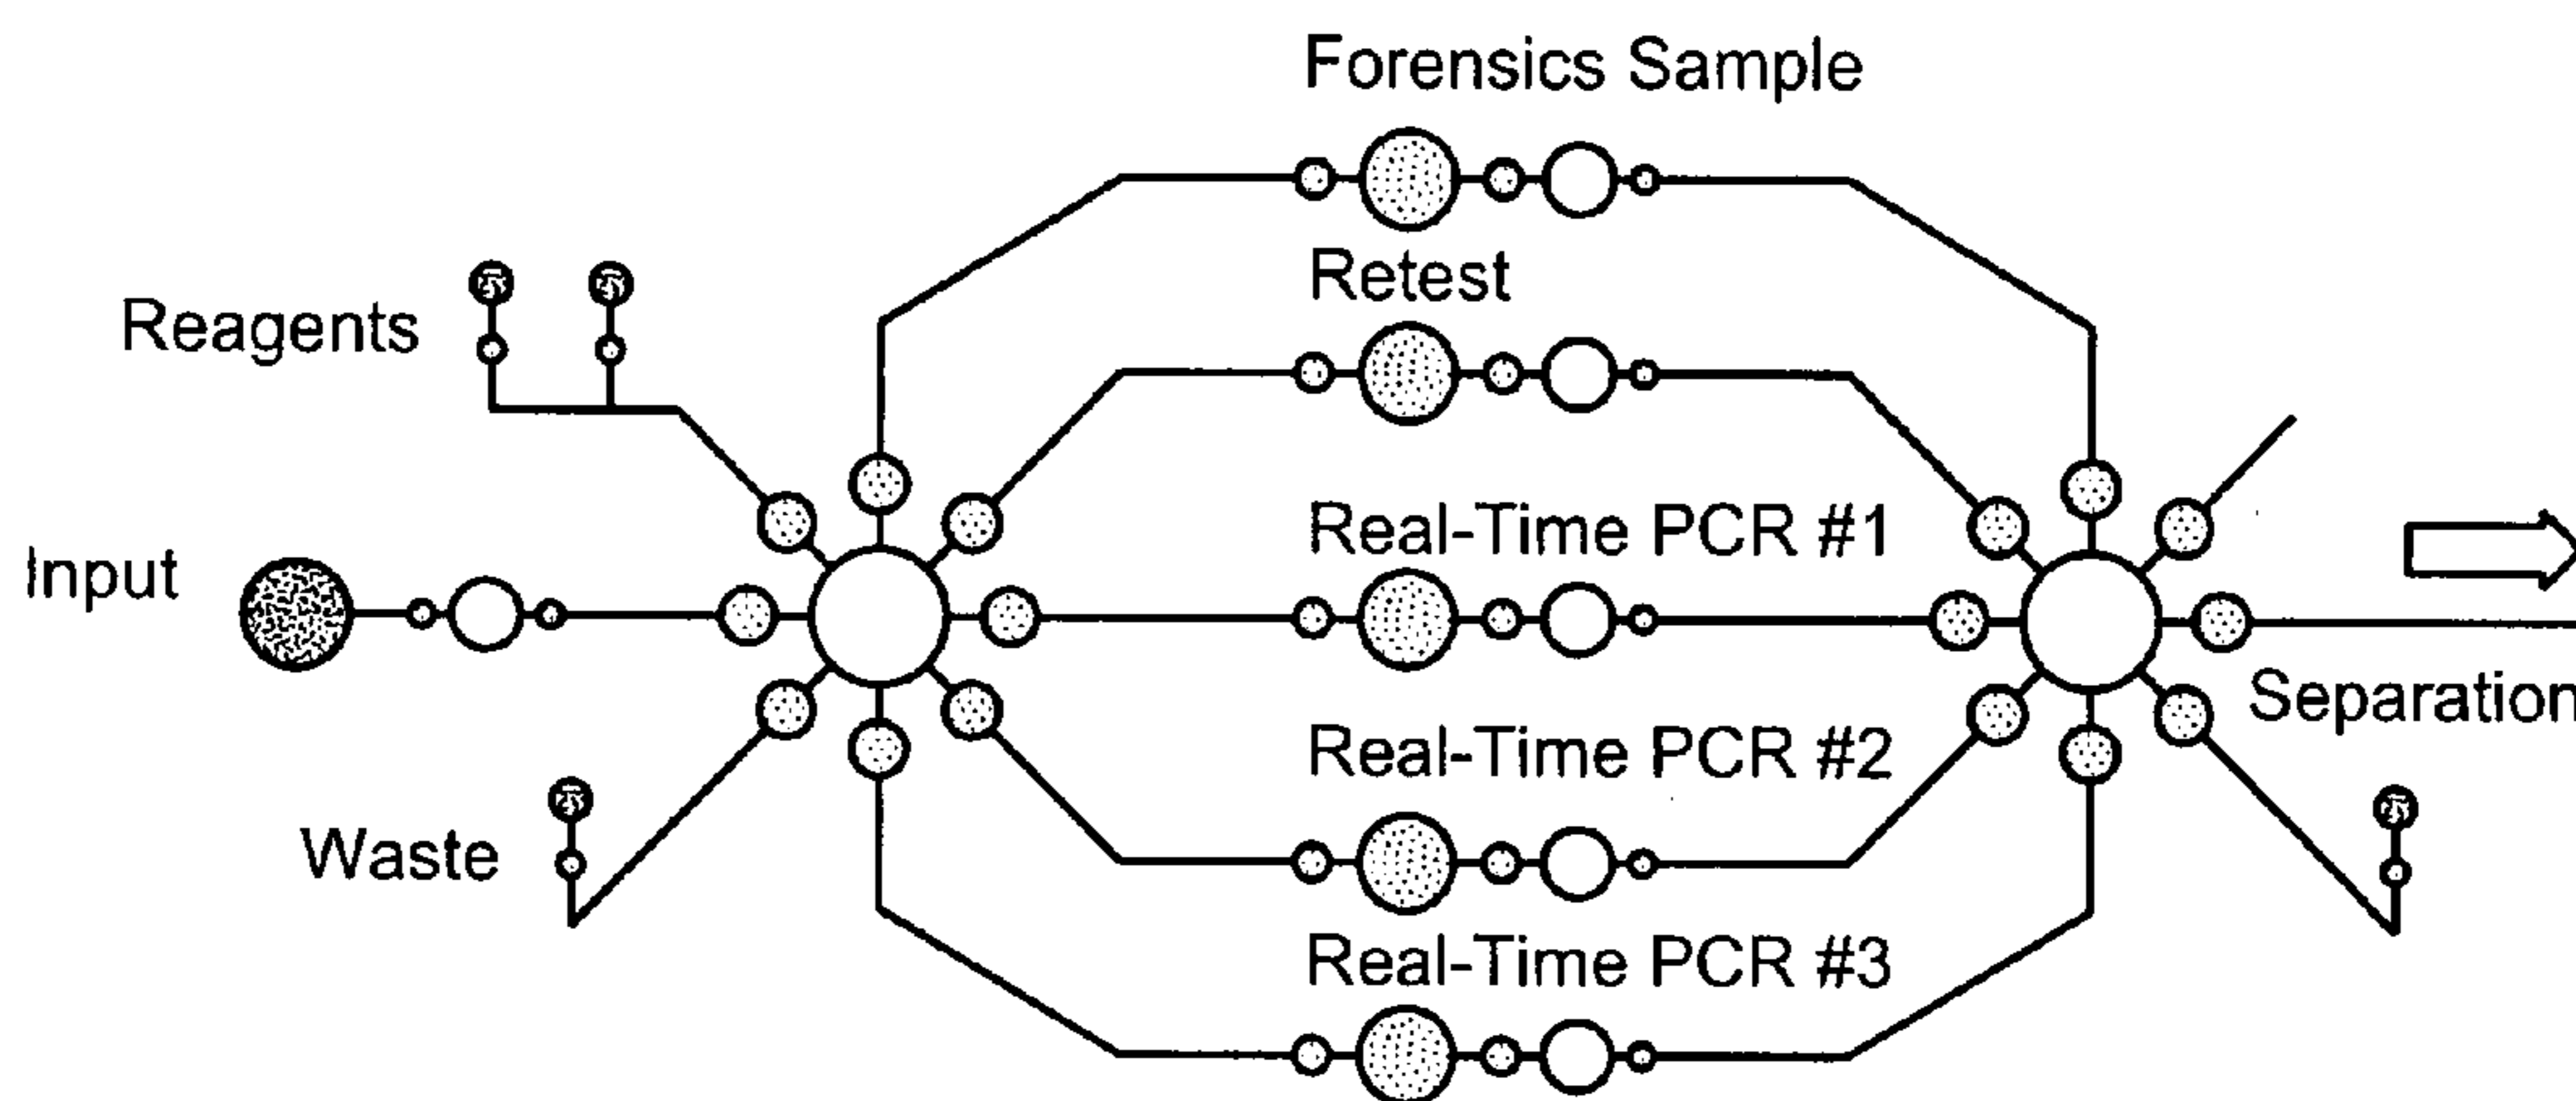 Forensics Sample
Retest
Reagents
Real-Time PCR #1
Input
Separation
Real-Time PCR #2
Waste
Real-Time PCR #3